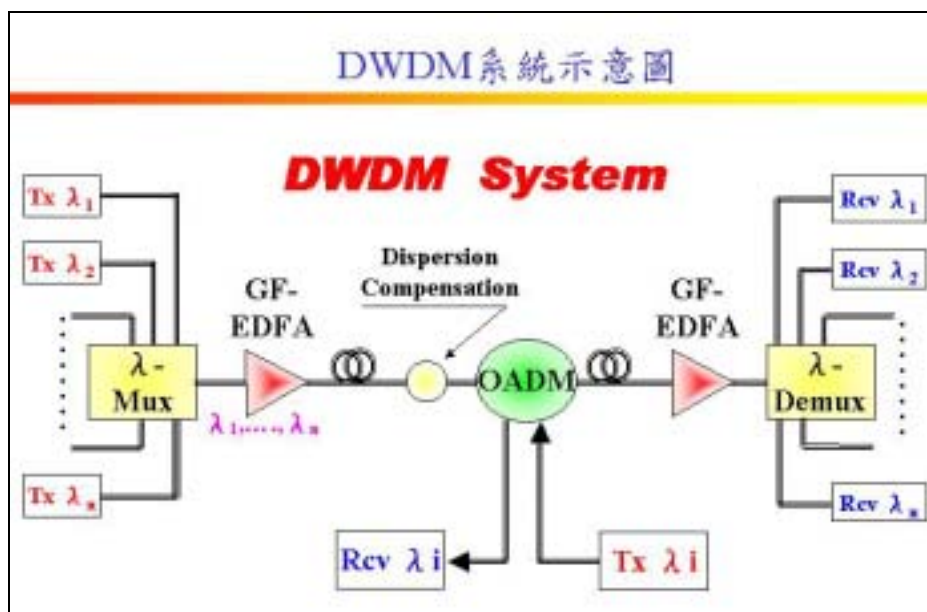 DWDM系統示意圖
DWDM System
Tx λ1
Tx λ2
Tx λn
λ-
Mux
GF-
EDFA
λ1,...., λn
Dispersion
Compensation
OADM
Rcv λi
Tx λi
GF-
EDFA
λ-
Demux
Rcv λ1
Rcv λ2
Rcv λn